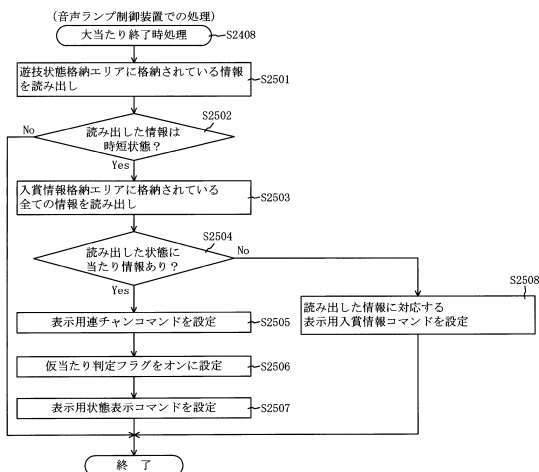 (音声ランプ制御装置での処理)
大当たり終了時処理
S2408
遊技状態格納エリアに格納されている情報
を読み出し
S2501
S2502
読み出した情報は
時短状態？
No
Yes
入賞情報格納エリアに格納されている
全ての情報を読み出し
S2503
S2504
読み出した状態に
当たり情報あり？
No
Yes
S2508
読み出した情報に対応する
表示用入賞情報コマンドを設定
表示用連チャンコマンドを設定
S2505
仮当たり判定フラグをオンに設定
S2506
表示用状態表示コマンドを設定
S2507
終 了